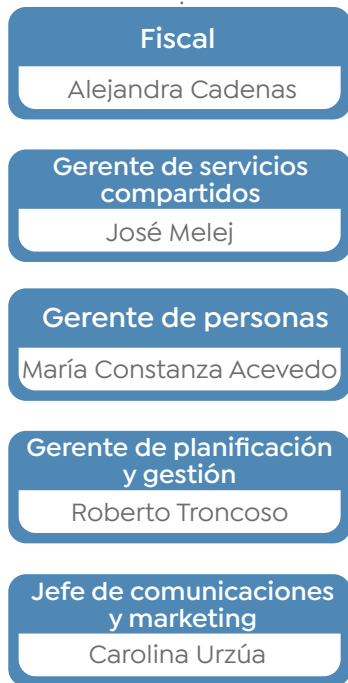 Fiscal
Alejandra Cadenas
Gerente de servicios
compartidos
José Melej
Gerente de personas
María Constanza Acevedo
Gerente de planificación
y gestión
Roberto Troncoso
Jefe de comunicaciones
y marketing
Carolina Urzúa